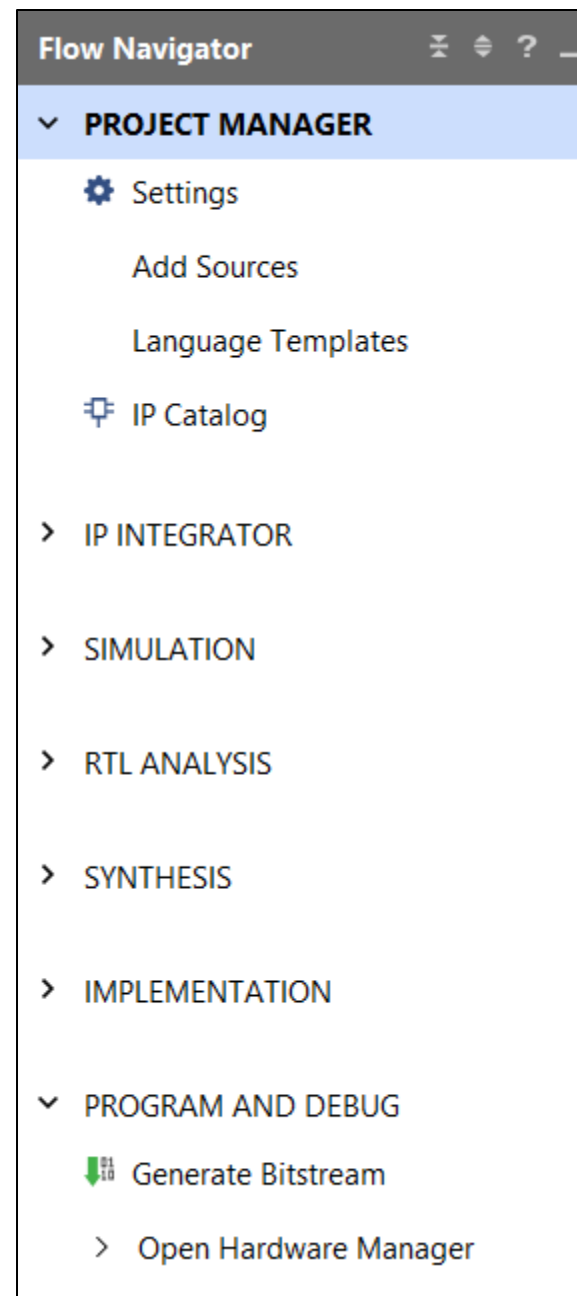 Flow Navigator ?
PROJECT MANAGER
Settings
Add Sources
Language Templates
IP Catalog
IP INTEGRATOR
SIMULATION
RTL ANALYSIS
SYNTHESIS
IMPLEMENTATION
PROGRAM AND DEBUG
Generate Bitstream
Open Hardware Manager